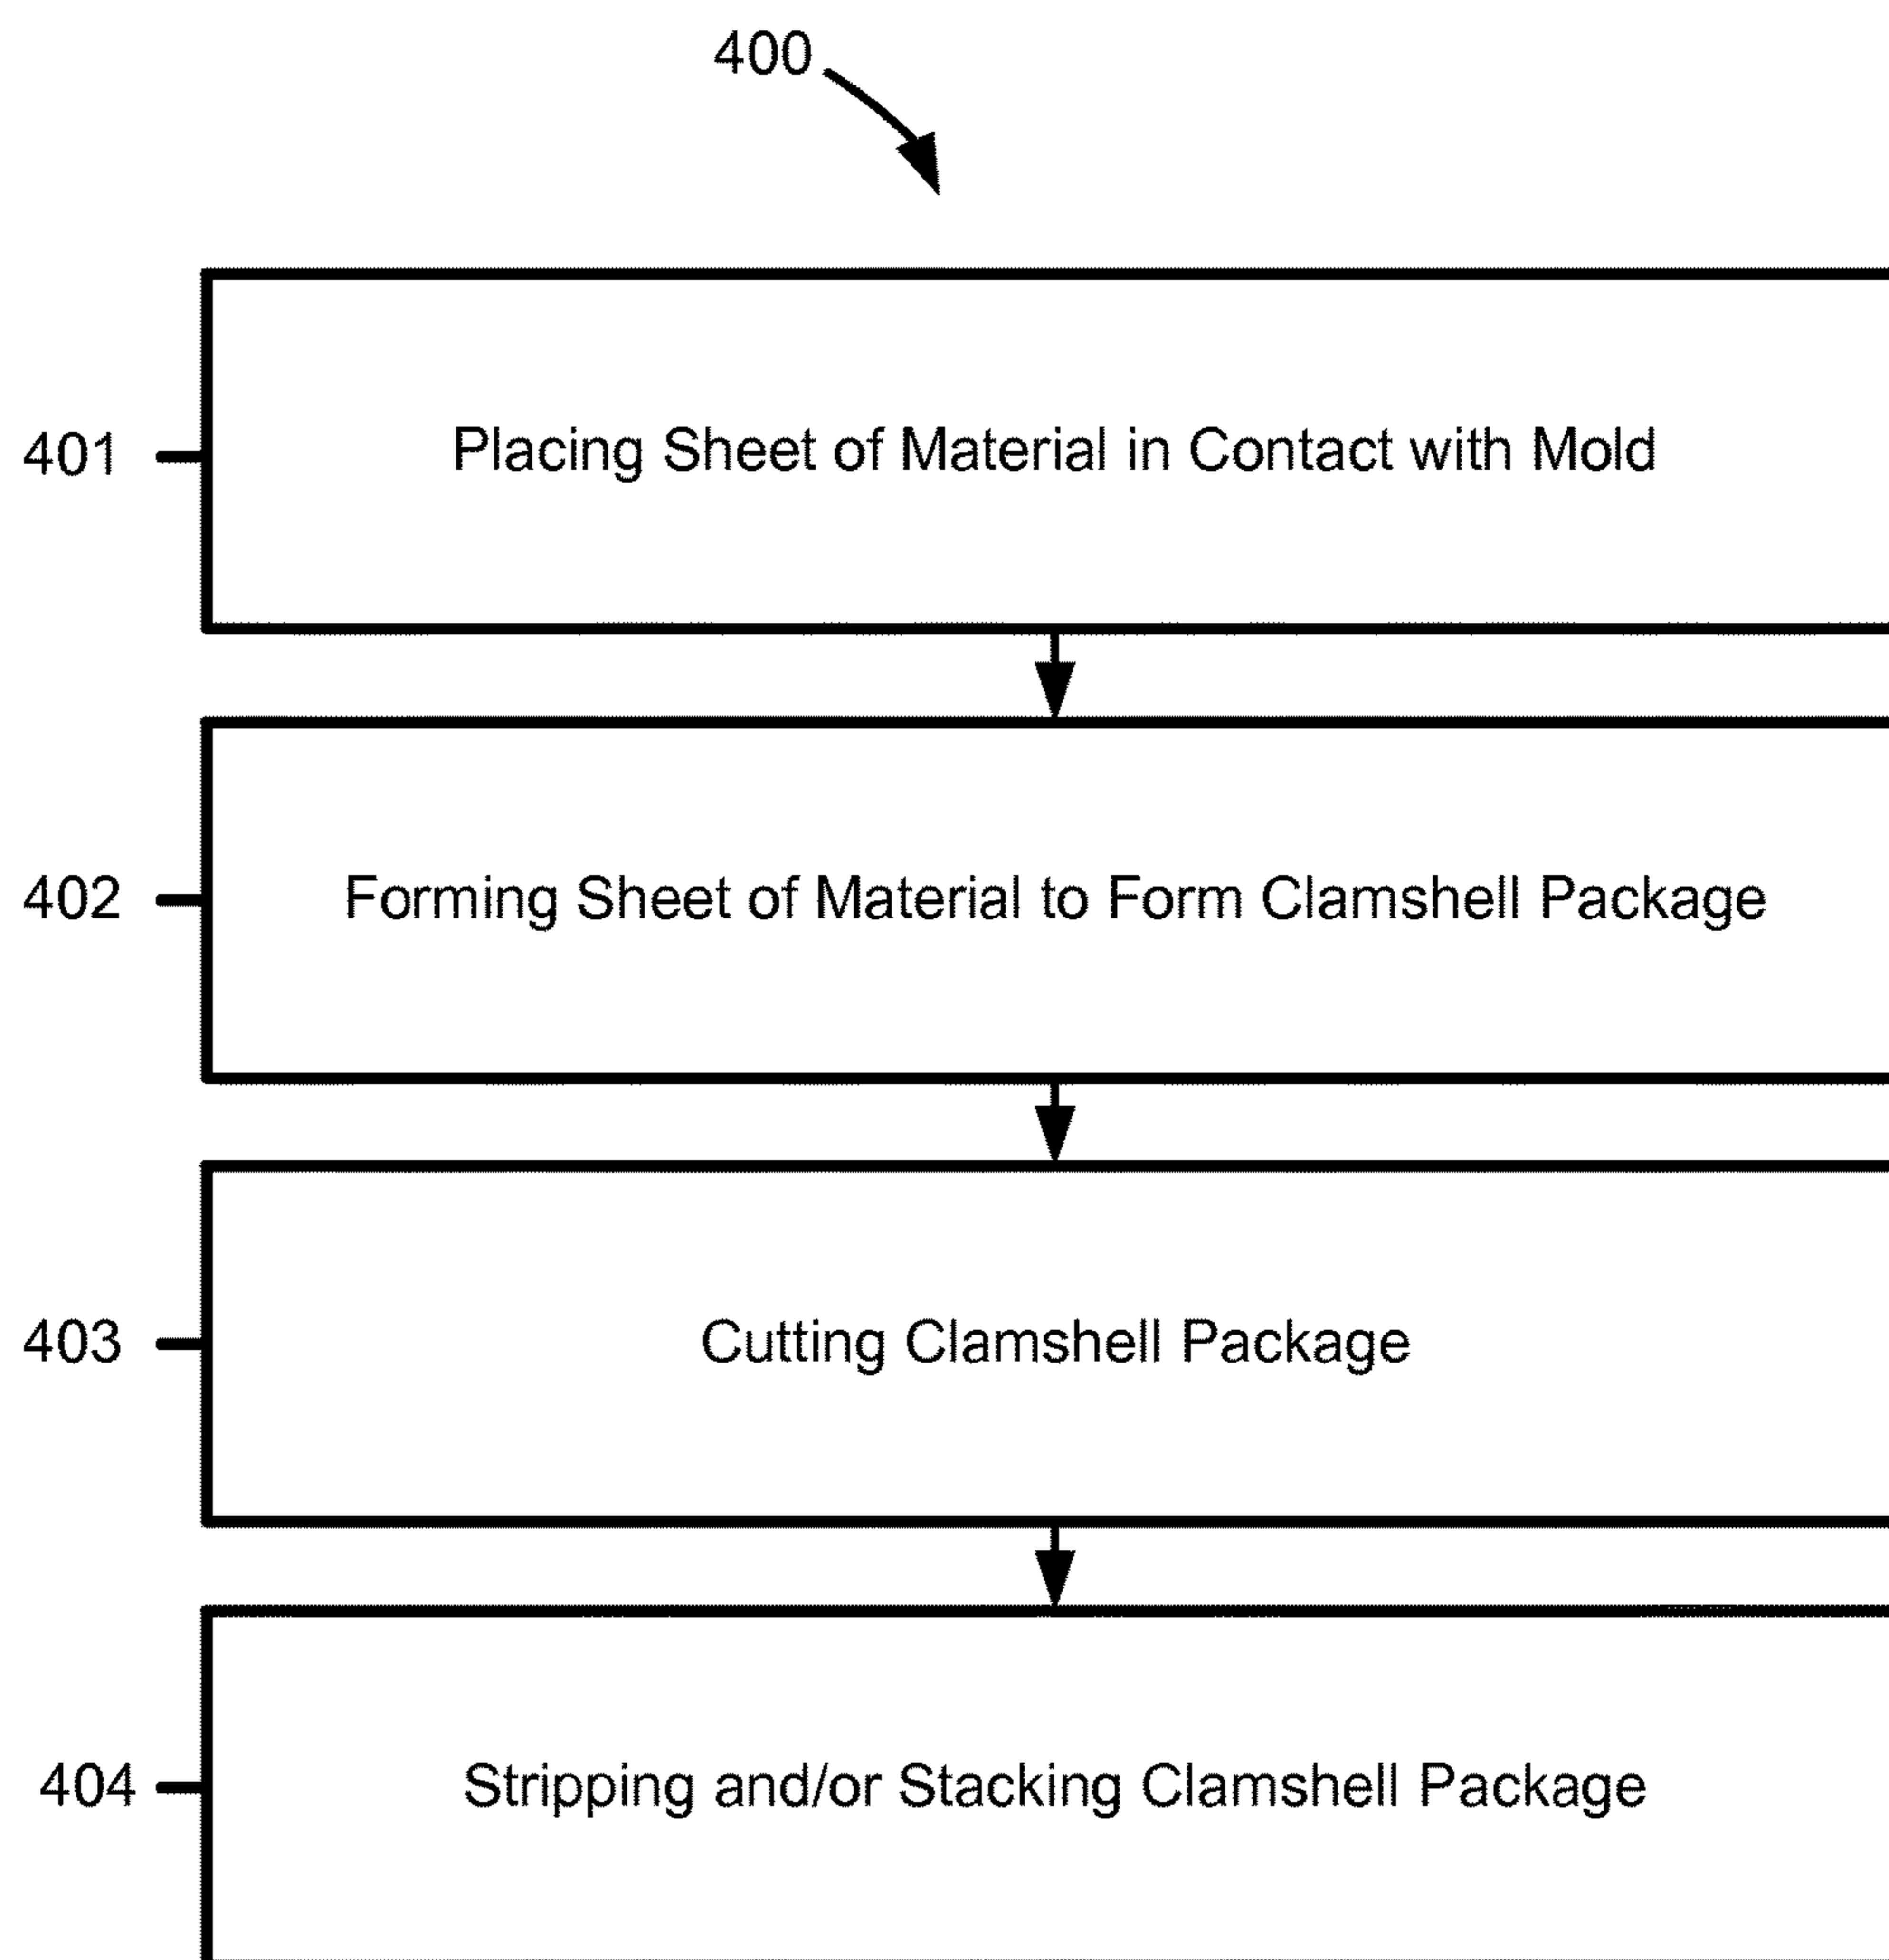 400
401 Placing Sheet of Material in Contact with Mold
402 Forming Sheet of Material to Form Clamshell Package
403 Cutting Clamshell Package
404 Stripping and/or Stacking Clamshell Package